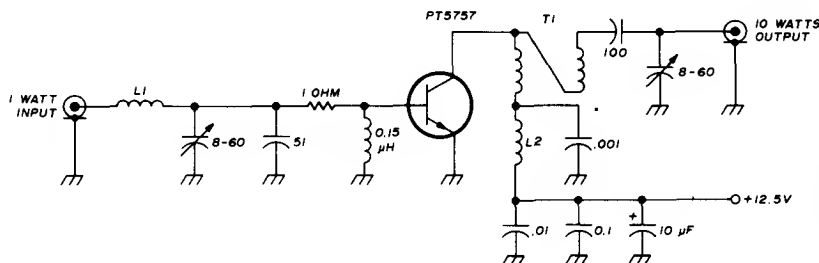 PT5757
T1
10 WATTS
OUTPUT
100
8-60
1 WATT
INPUT
L1
1 OHM
8-60
51
0.15
µH
L2
.001
+12.5V
.01
0.1
+
10 µF